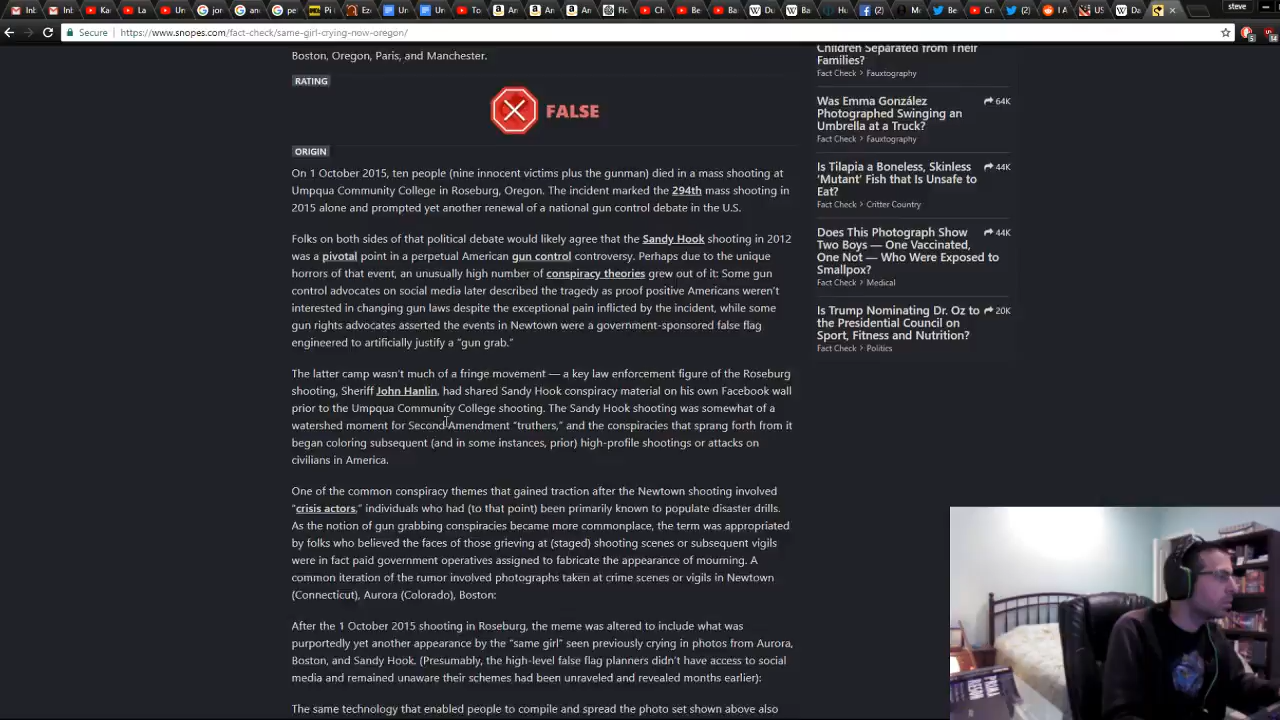 steve
Secure
https://www.snopes.com/fact-check/same-girl-crying-now-oregon/
Boston, Oregon, Paris, and Manchester.
RATING
FALSE
ORIGIN
On 1 October 2015, ten people (nine innocent victims plus the gunman) died in a mass shooting at
Umpqua Community College in Roseburg, Oregon. The incident marked the 294th mass shooting in
2015 alone and prompted yet another renewal of a national gun control debate in the U.S.
Folks on both sides of that political debate would likely agree that the Sandy Hook shooting in 2012
was a pivotal point in a perpetual American gun control controversy. Perhaps due to the unique
horrors of that event, an unusually high number of conspiracy theories grew out of it: Some gun
control advocates on social media later described the tragedy as proof positive Americans weren't
interested in changing gun laws despite the exceptional pain inflicted by the incident, while some
gun rights advocates asserted the events in Newtown were a government-sponsored false flag
engineered to artificially justify a "gun grab."
The latter camp wasn't much of a fringe movement — a key law enforcement figure of the Roseburg
shooting, Sheriff John Hanlin, had shared Sandy Hook conspiracy material on his own Facebook wall
prior to the Umpqua Community College shooting. The Sandy Hook shooting was somewhat of a
watershed moment for Second Amendment "truthers," and the conspiracies that sprang forth from it
began coloring subsequent (and in some instances, prior) high-profile shootings or attacks on
civilians in America.
One of the common conspiracy themes that gained traction after the Newtown shooting involved
"crisis actors," individuals who had (to that point) been primarily known to populate disaster drills.
As the notion of gun grabbing conspiracies became more commonplace, the term was appropriated
by folks who believed the faces of those grieving at (staged) shooting scenes or subsequent vigils
were in fact paid government operatives assigned to fabricate the appearance of mourning. A
common iteration of the rumor involved photographs taken at crime scenes or vigils in Newtown
(Connecticut), Aurora (Colorado), Boston:
After the 1 October 2015 shooting in Roseburg, the meme was altered to include what was
purportedly yet another appearance by the "same girl" seen previously crying in photos from Aurora,
Boston, and Sandy Hook. (Presumably, the high-level false flag planners didn't have access to social
media and remained unaware their schemes had been unraveled and revealed months earlier):
The same technology that enabled people to compile and spread the photo set shown above also
Children Separated from Their
Families?
Fact Check > Fauxtography
Was Emma González
Photographed Swinging an
Umbrella at a Truck?
64K
Fact Check > Fauxtography
Is Tilapia a Boneless, Skinless
'Mutant' Fish that Is Unsafe to
Eat?
44K
Fact Check > Critter Country
Does This Photograph Show
Two Boys — One Vaccinated,
One Not — Who Were Exposed to
Smallpox?
44K
Fact Check > Medical
Is Trump Nominating Dr. Oz to
the Presidential Council on
Sport, Fitness and Nutrition?
20K
Fact Check > Politics